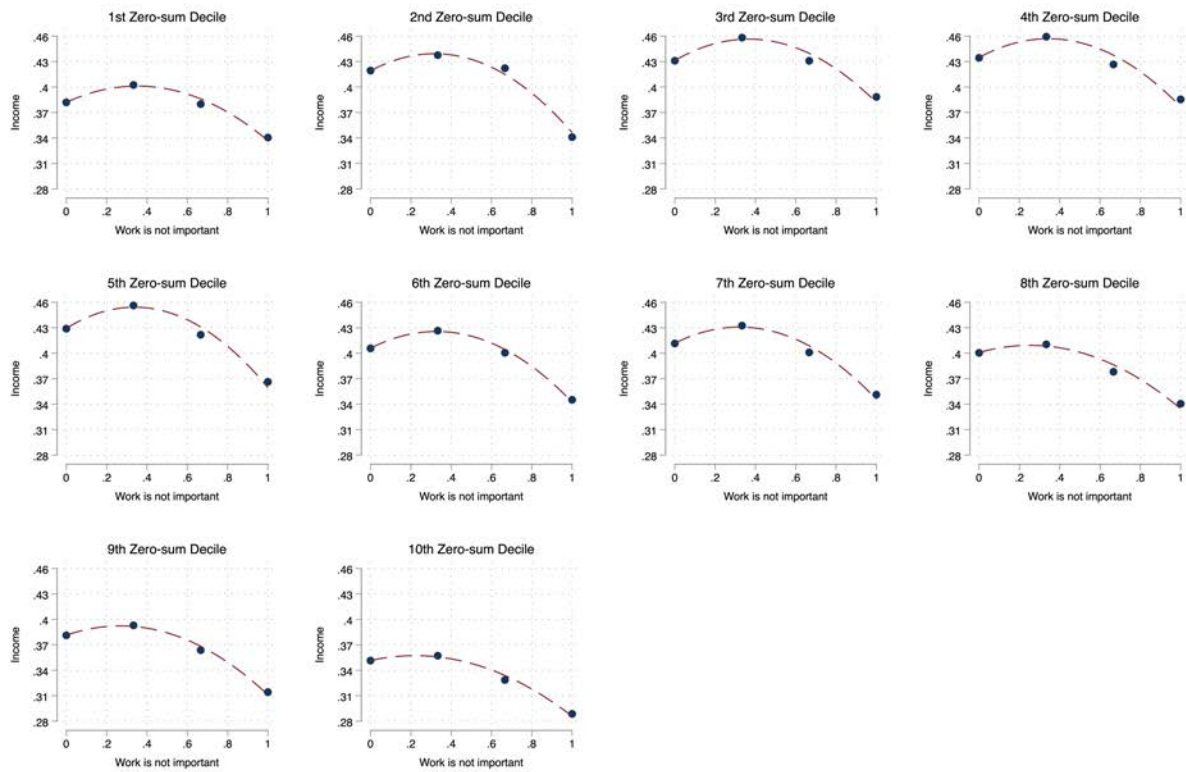 1st Zero-sum Decile
.46
.43
.4
.37
.34
.31
.28
Income
0 .2 .4 .6 .8 1
Work is not important
2nd Zero-sum Decile
.46
.43
.4
.37
.34
.31
.28
Income
0 .2 .4 .6 .8 1
Work is not important
3rd Zero-sum Decile
.46
.43
.4
.37
.34
.31
.28
Income
0 .2 .4 .6 .8 1
Work is not important
4th Zero-sum Decile
.46
.43
.4
.37
.34
.31
.28
Income
0 .2 .4 .6 .8 1
Work is not important
5th Zero-sum Decile
.46
.43
.4
.37
.34
.31
.28
Income
0 .2 .4 .6 .8 1
Work is not important
6th Zero-sum Decile
.46
.43
.4
.37
.34
.31
.28
Income
0 .2 .4 .6 .8 1
Work is not important
7th Zero-sum Decile
.46
.43
.4
.37
.34
.31
.28
Income
0 .2 .4 .6 .8 1
Work is not important
8th Zero-sum Decile
.46
.43
.4
.37
.34
.31
.28
Income
0 .2 .4 .6 .8 1
Work is not important
9th Zero-sum Decile
.46
.43
.4
.37
.34
.31
.28
Income
0 .2 .4 .6 .8 1
Work is not important
10th Zero-sum Decile
.46
.43
.4
.37
.34
.31
.28
Income
0 .2 .4 .6 .8 1
Work is not important